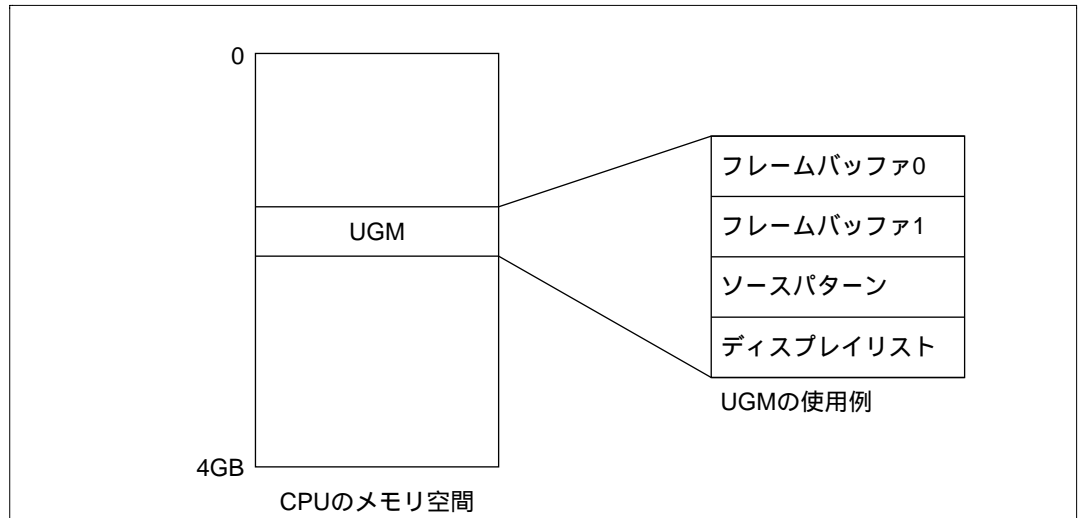 0
UGM
4GB
CPUのメモリ空間
フレームバッファ0
フレームバッファ1
ソースパターン
ディスプレイリスト
UGMの使用例